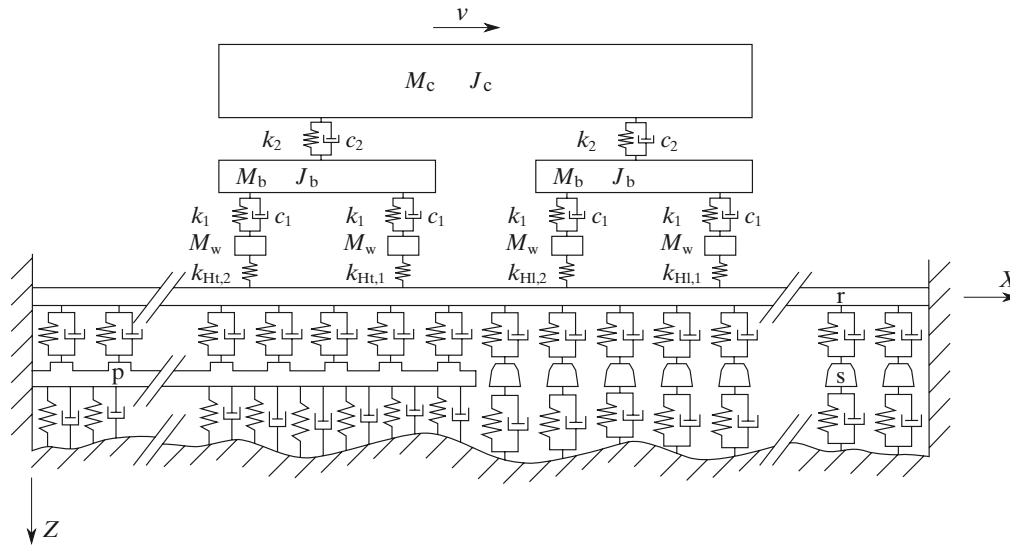 v
M_c J_c
k_2 c_2 k_2 c_2
M_b J_b M_b J_b
k_1 c_1 k_1 c_1 k_1 c_1 k_1 c_1
M_w M_w M_w M_w
k_Ht,2 k_Ht,1 k_Hl,2 k_Hl,1
X
r
p s
Z